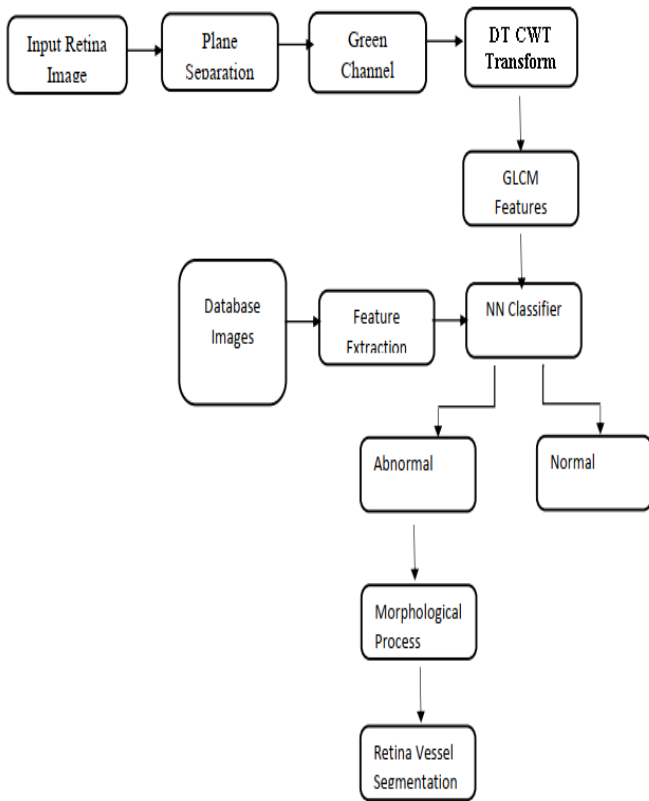 Input Retina
Image
Plane
Separation
Green
Channel
DT CWT
Transform
GLCM
Features
Database
Images
Feature
Extraction
NN Classifier
Abnormal
Normal
Morphological
Process
Retina Vessel
Segmentation